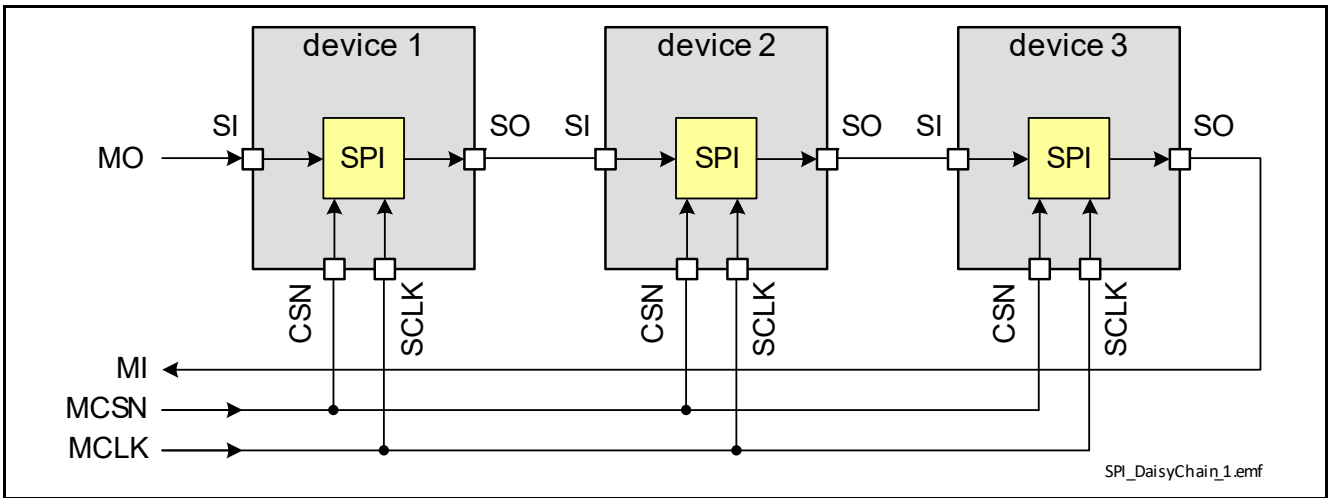 device 1
device 2
device 3
SI
SO
SI
SO
SI
SO
MO
SPI
SPI
SPI
CSN
SCLK
CSN
SCLK
CSN
SCLK
MI
MCSN
MCLK
SPI_DaisyChain_1.emf